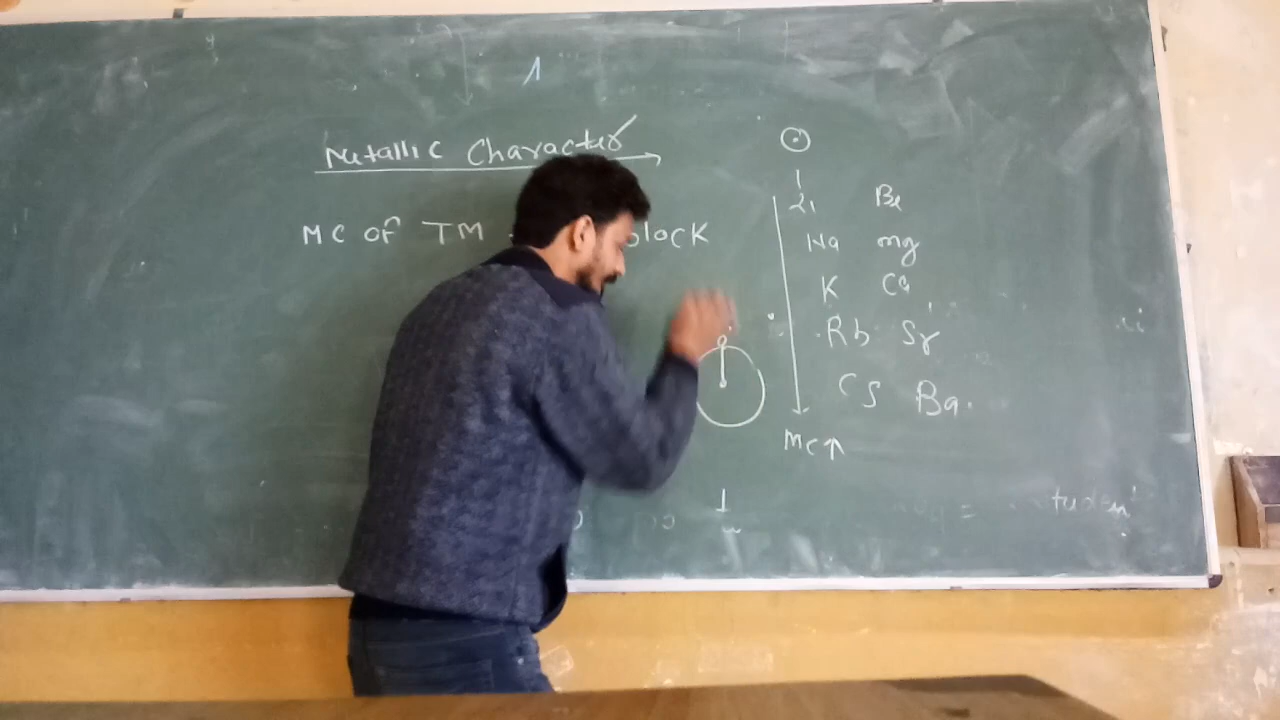 Metallic Character
MC OF TM block
Li Be
Na mg
K Ca
Rb Sr
Cs Ba.
MC↑